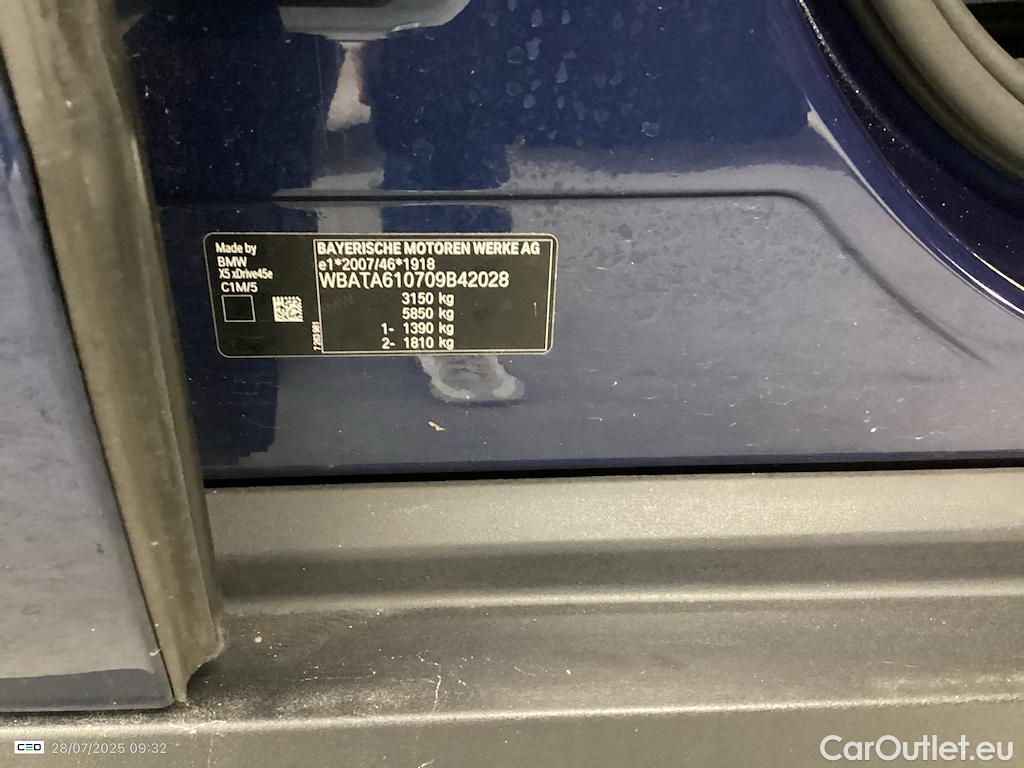 Made by
BMW
X5 xDrive45e
C1M/5
BAYERISCHE MOTOREN WERKE AG
e1*2007/46*1918
WBATA610709B42028
3150 kg
5850 kg
1- 1390 kg
2- 1810 kg
CEO 28/07/2025 09:32
CarOutlet.eu